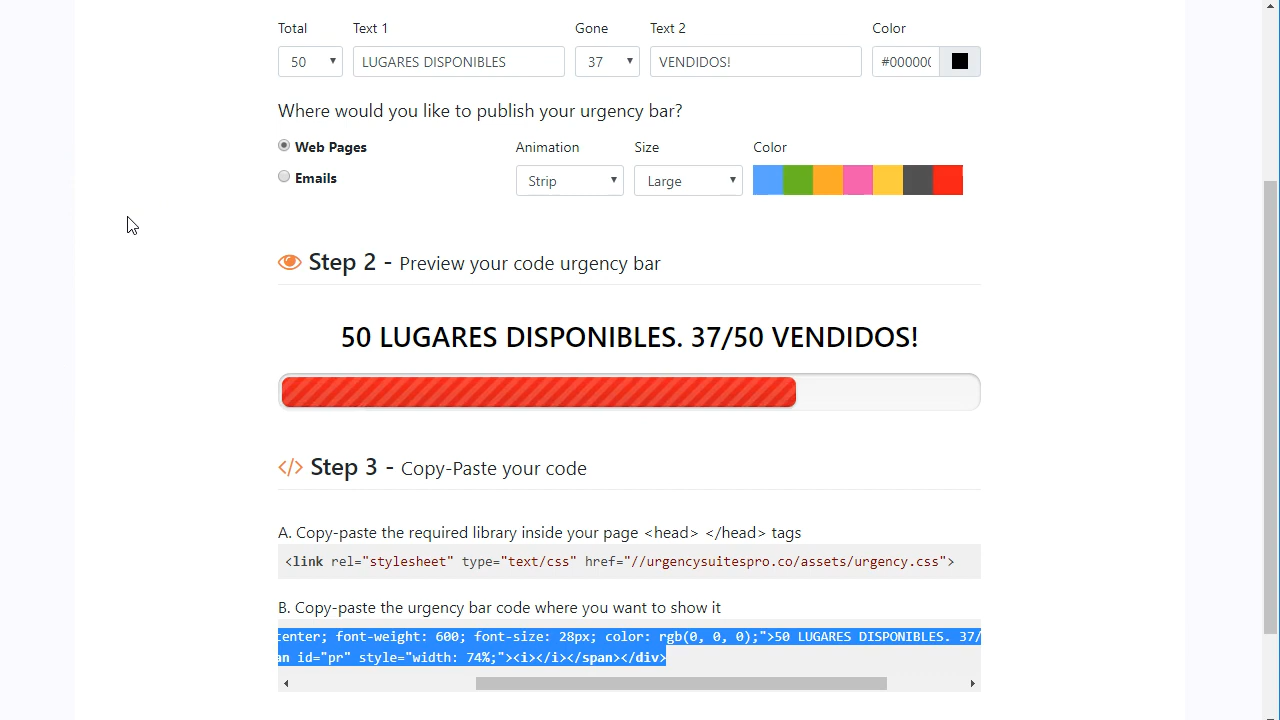 Total Text 1 Gone Text 2 Color
50 LUGARES DISPONIBLES 37 VENDIDOS! #00000
Where would you like to publish your urgency bar?
Web Pages Animation Size Color
Emails Strip Large
Step 2 - Preview your code urgency bar
50 LUGARES DISPONIBLES. 37/50 VENDIDOS!
</> Step 3 - Copy-Paste your code
A. Copy-paste the required library inside your page <head> </head> tags
<link rel="stylesheet" type="text/css" href="//urgencysuitespro.co/assets/urgency.css">
B. Copy-paste the urgency bar code where you want to show it
center; font-weight: 600; font-size: 28px; color: rgb(0, 0, 0);">50 LUGARES DISPONIBLES. 37/
an id="pr" style="width: 74%;"><i></i></span></div>